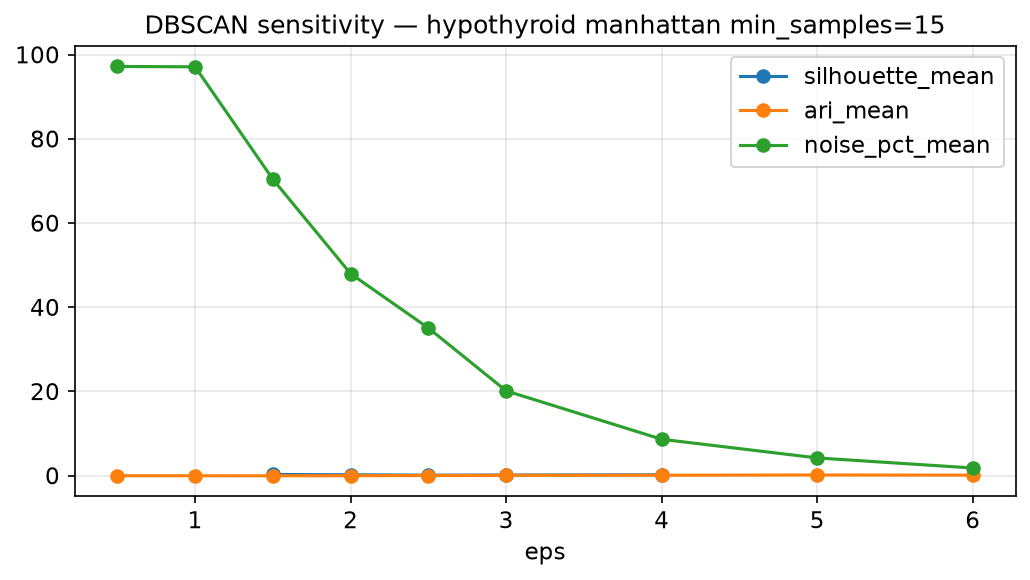 DBSCAN sensitivity — hypothyroid manhattan min_samples=15
100
80
60
40
20
0
silhouette_mean
ari_mean
noise_pct_mean
1 2 3 4 5 6
eps